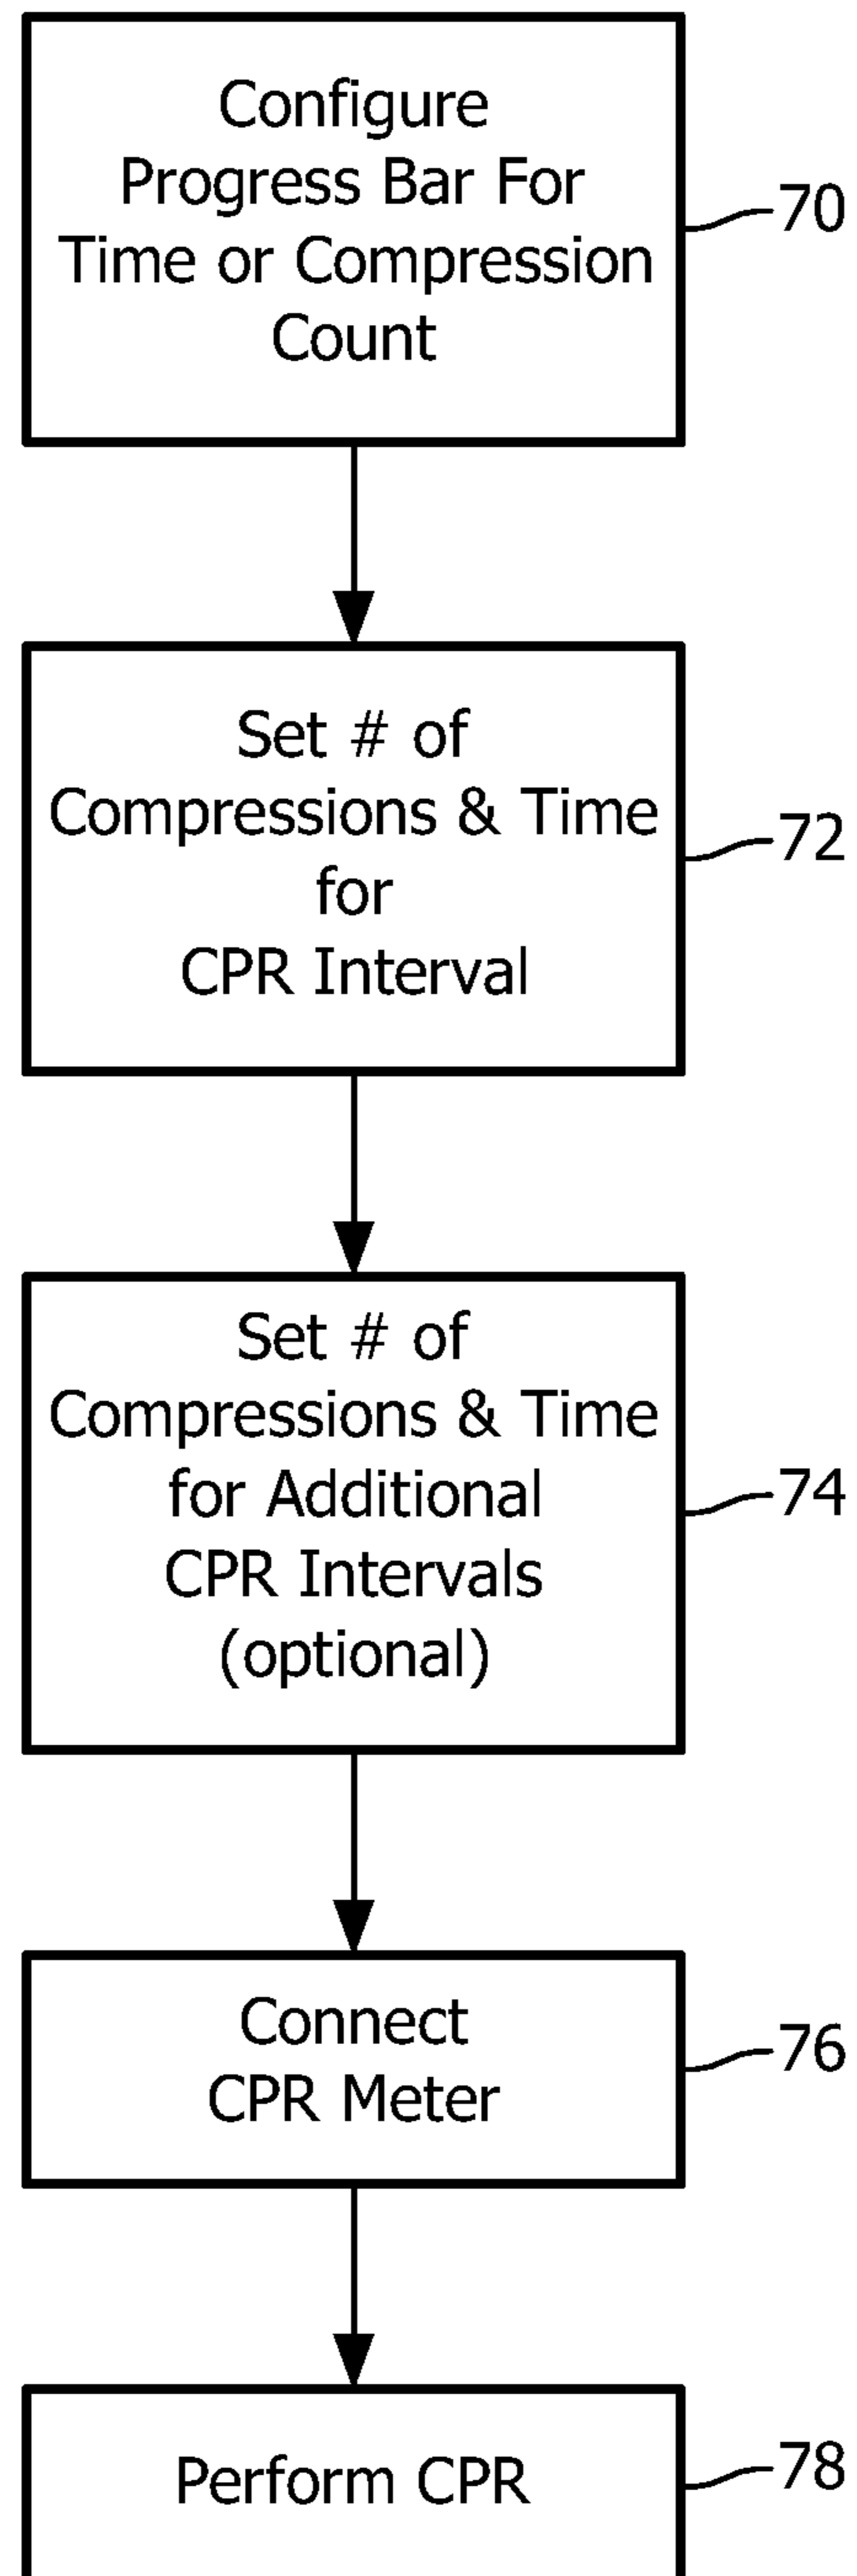 Configure
Progress Bar For
Time or Compression
Count
70
Set # of
Compressions & Time
for
CPR Interval
72
Set # of
Compressions & Time
for Additional
CPR Intervals
(optional)
74
Connect
CPR Meter
76
Perform CPR
78